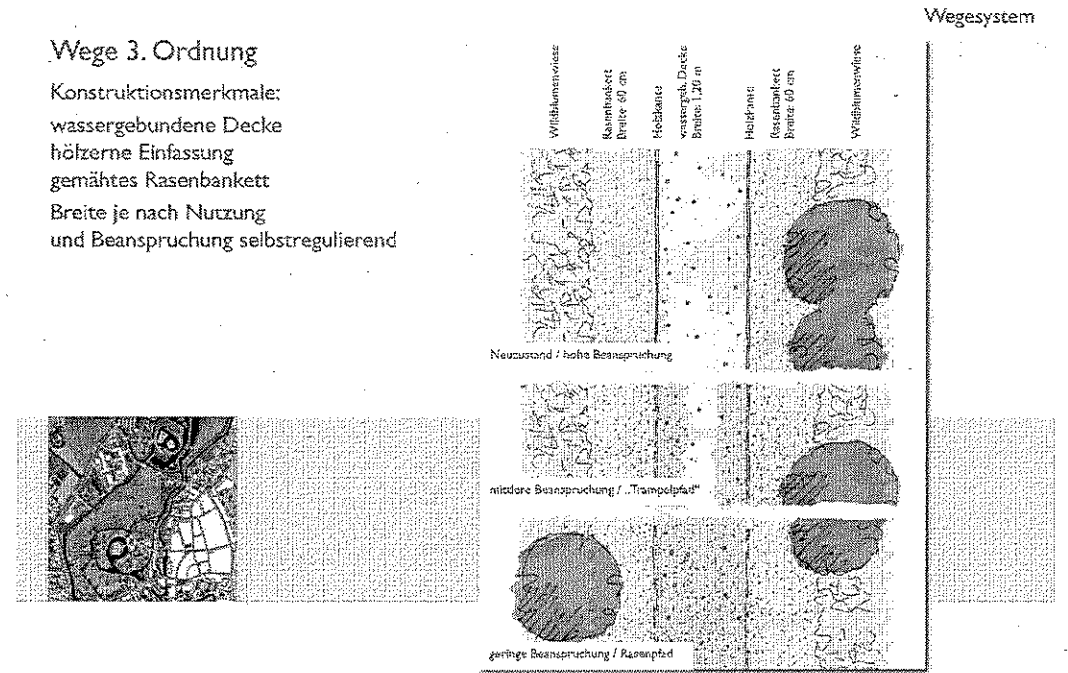 Wegesystem
Wege 3. Ordnung
Konstruktionsmerkmale:
wassergebundene Decke
hölzerne Einfassung
gemähtes Rasenbankett
Breite je nach Nutzung
und Beanspruchung selbstregulierend
Wildblumenwiese
Rasenbankett
Breite: 60 cm
Holzkante
wassergeb. Decke
Breite: 1,20 m
Holzkante
Rasenbankett
Breite: 60 cm
Wildblumenwiese
Neuzustand / hohe Beanspruchung
mittlere Beanspruchung / „Trampelpfad"
geringe Beanspruchung / Rasenpfad